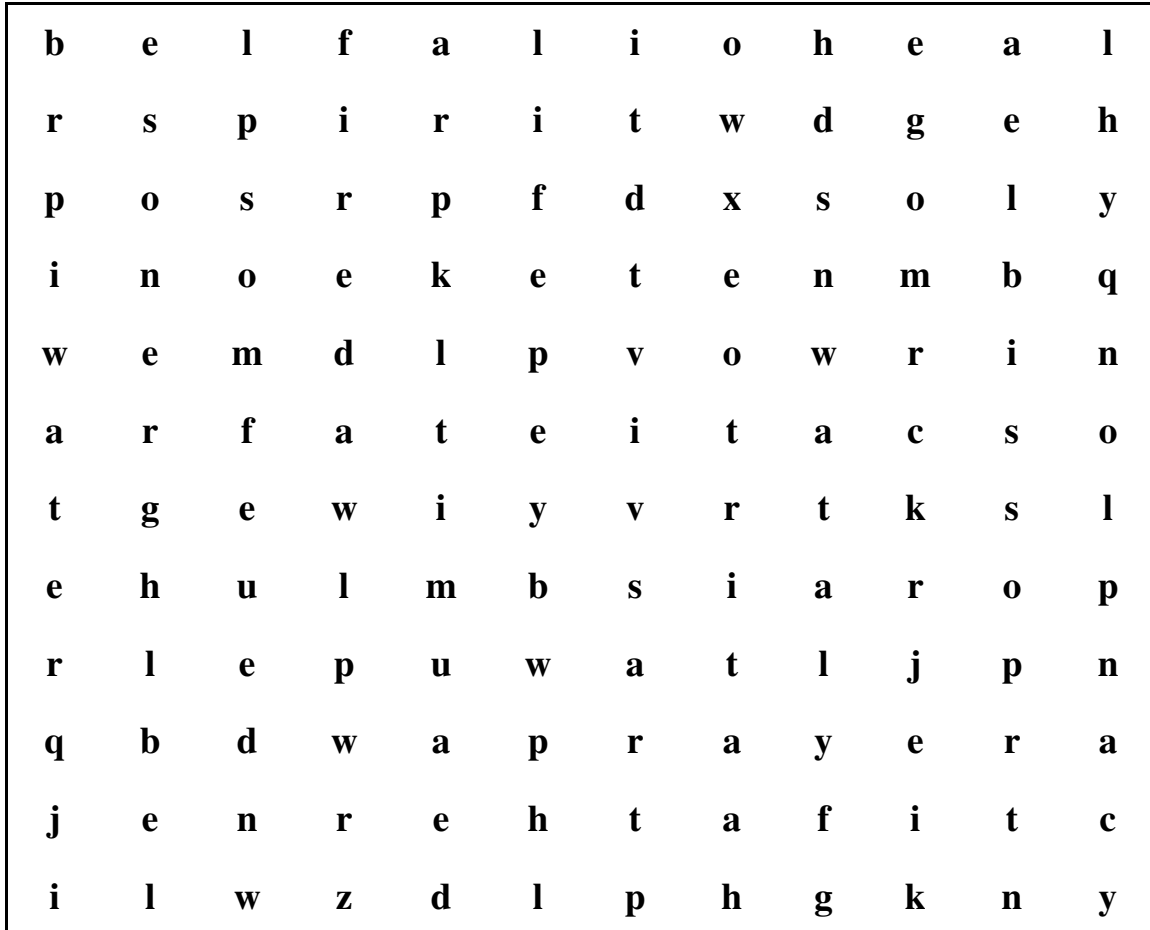 b e l f a l i o h e a l
r s p i r i t w d g e h
p o s r p f d x s o l y
i n o e k e t e n m b q
w e m d l p v o w r i n
a r f a t e i t a c s o
t g e w i y v r t k s l
e h u l m b s i a r o p
r l e p u w a t l j p n
q b d w a p r a y e r a
j e n r e h t a f i t c
i l w z d l p h g k n y